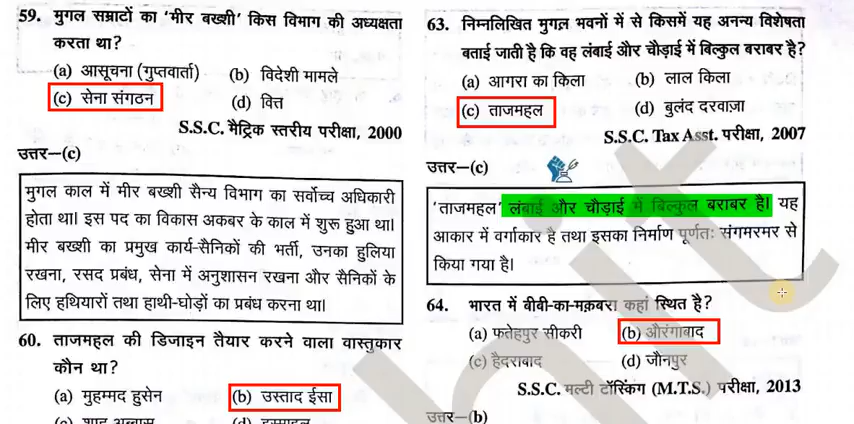 59. मुगल सम्राटों का 'मीर बख्शी' किस विभाग की अध्यक्षता
करता था?
(a) आसूचना (गुप्तवार्ता) (b) विदेशी मामले
(c) सेना संगठन (d) वित्त
S.S.C. मैट्रिक स्तरीय परीक्षा, 2000
उत्तर—(c)
मुगल काल में मीर बख्शी सैन्य विभाग का सर्वोच्च अधिकारी
होता था। इस पद का विकास अकबर के काल में शुरू हुआ था।
मीर बख्शी का प्रमुख कार्य-सैनिकों की भर्ती, उनका हुलिया
रखना, रसद प्रबंध, सेना में अनुशासन रखना और सैनिकों के
लिए हथियारों तथा हाथी-घोड़ों का प्रबंध करना था।
60. ताजमहल की डिजाइन तैयार करने वाला वास्तुकार
कौन था?
(a) मुहम्मद हुसेन (b) उस्ताद ईसा
63. निम्नलिखित मुगल भवनों में से किसमें यह अनन्य विशेषता
बताई जाती है कि वह लंबाई और चौड़ाई में बिल्कुल बराबर है?
(a) आगरा का किला (b) लाल किला
(c) ताजमहल (d) बुलंद दरवाज़ा
S.S.C. Tax Asst. परीक्षा, 2007
उत्तर—(c)
'ताजमहल' लंबाई और चौड़ाई में बिल्कुल बराबर है। यह
आकार में वर्गाकार है तथा इसका निर्माण पूर्णतः संगमरमर से
किया गया है।
64. भारत में बीबी-का-मक़बरा कहां स्थित है?
(a) फतेहपुर सीकरी (b) औरंगाबाद
(c) हैदराबाद (d) जौनपुर
S.S.C. मल्टी टॉस्किंग (M.T.S.) परीक्षा, 2013
उत्तर—(b)